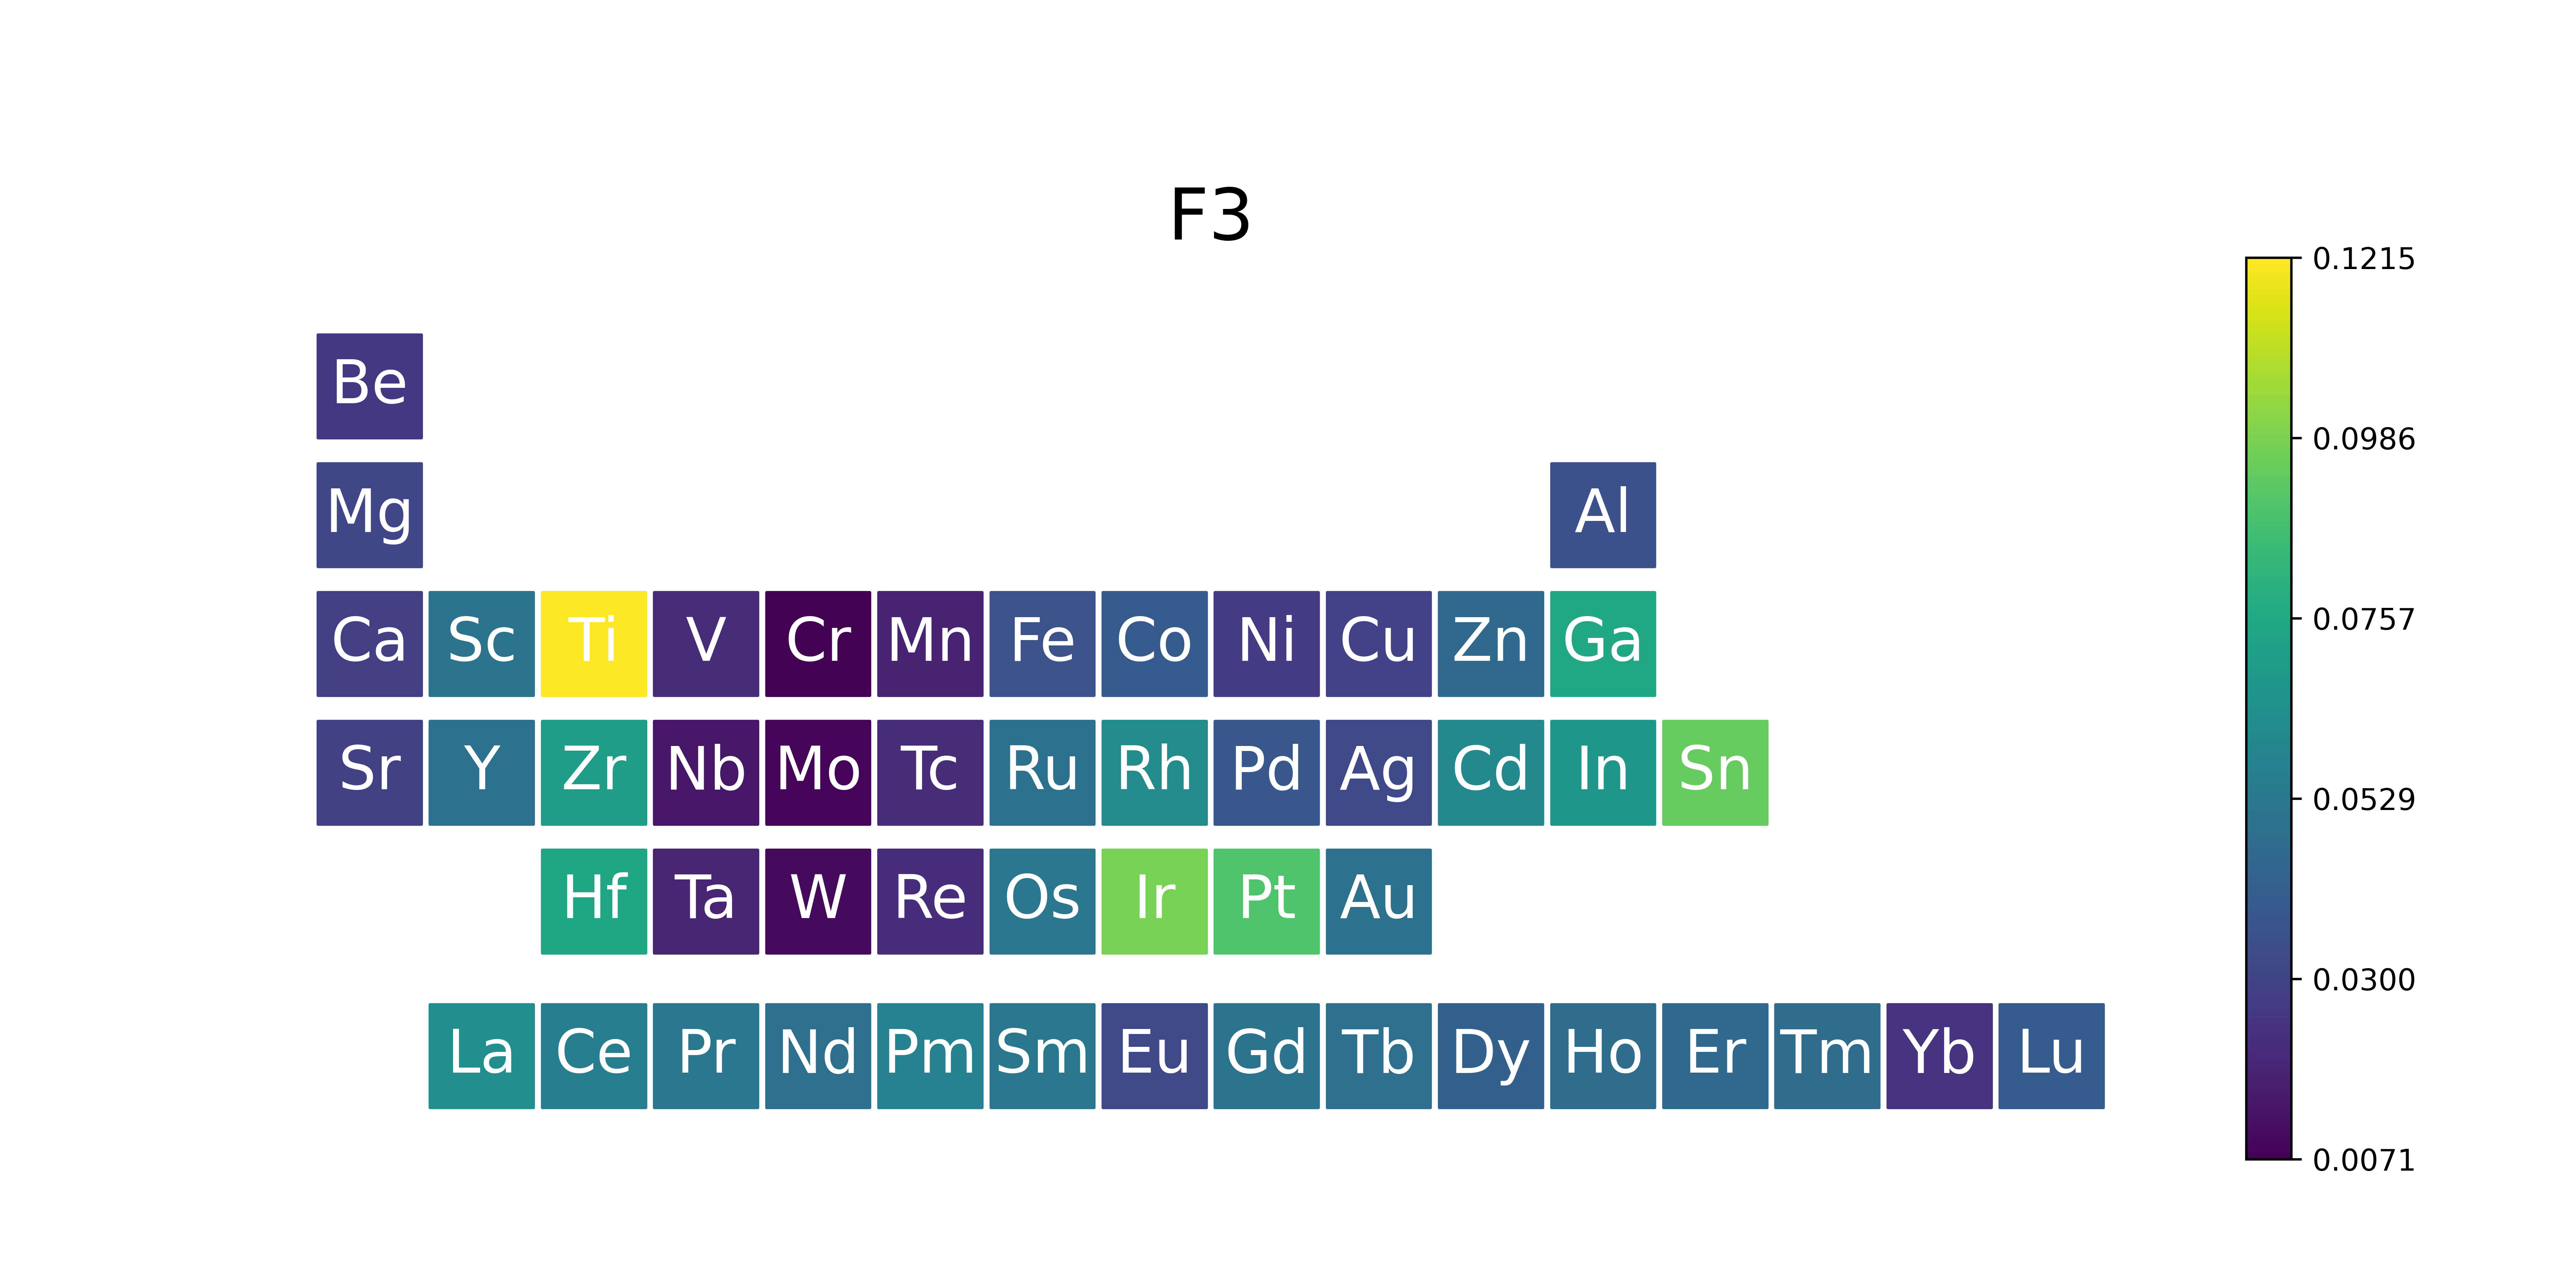 F3
Be
Mg Al
Ca Sc Ti V Cr Mn Fe Co Ni Cu Zn Ga
Sr Y Zr Nb Mo Tc Ru Rh Pd Ag Cd In Sn
Hf Ta W Re Os Ir Pt Au
La Ce Pr Nd Pm Sm Eu Gd Tb Dy Ho Er Tm Yb Lu
0.1215
0.0986
0.0757
0.0529
0.0300
0.0071